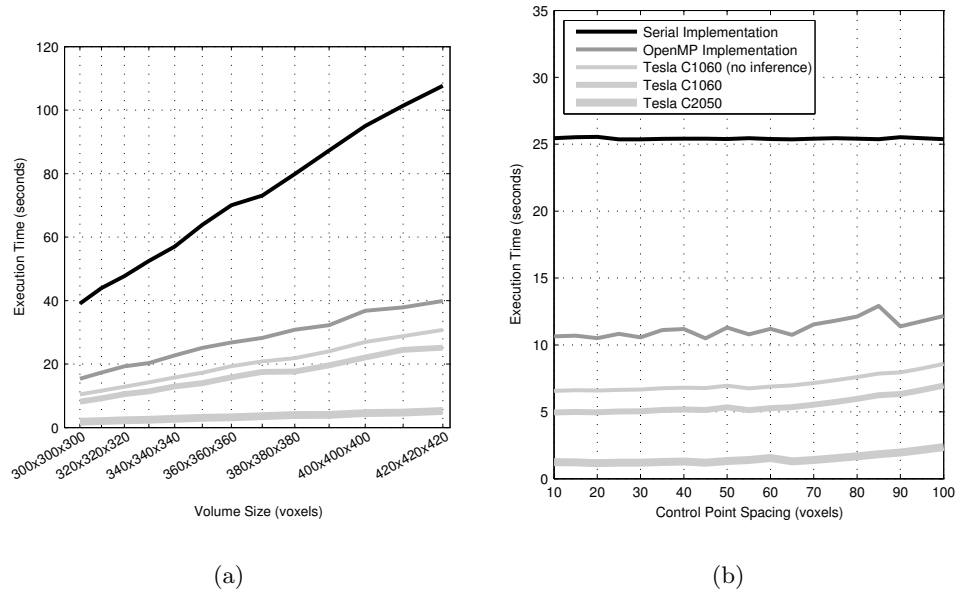 120
100
80
60
40
20
0
Execution Time (seconds)
300x300x300
320x320x320
340x340x340
360x360x360
380x380x380
400x400x400
420x420x420
Volume Size (voxels)
(a)
35
30
25
20
15
10
5
0
Execution Time (seconds)
Serial Implementation
OpenMP Implementation
Tesla C1060 (no inference)
Tesla C1060
Tesla C2050
10 20 30 40 50 60 70 80 90 100
Control Point Spacing (voxels)
(b)